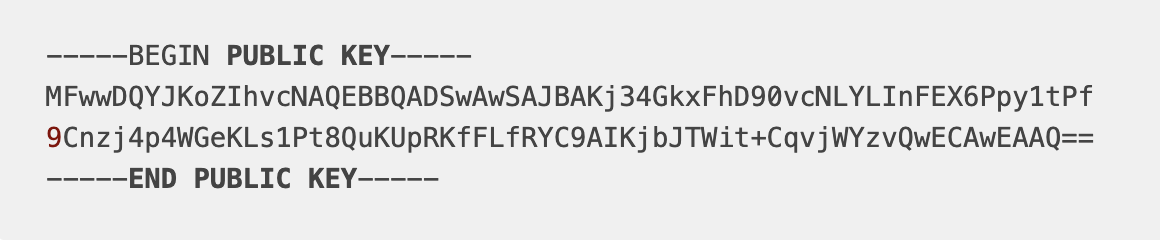 -----BEGIN PUBLIC KEY-----
MFwwDQYJKoZIhvcNAQEBBQADSwAwSAJBAKj34GkxFhD90vcNLYLInFEX6Ppy1tPf
9Cnzj4p4WGeKLs1Pt8QuKUpRKfFLfRYC9AIKjbJTWit+CqvjWYzvQwECAwEAAQ==
-----END PUBLIC KEY-----